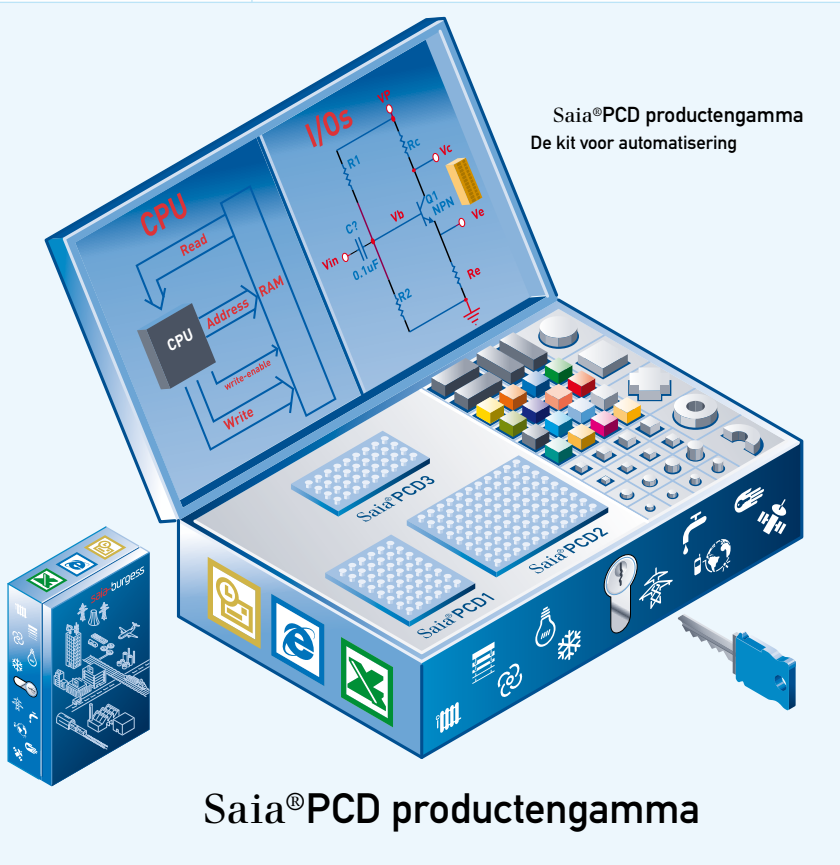 Saia®PCD productengamma
De kit voor automatisering
CPU
Read
CPU
Address
RAM
write-enable
Write
I/Os
VP
R1
Rc
Vc
Q1
NPN
Vb
Ve
C?
Vin
0.1uF
R2
Re
Saia®PCD3
Saia®PCD2
Saia®PCD1
Saia-burgess
Saia®PCD productengamma